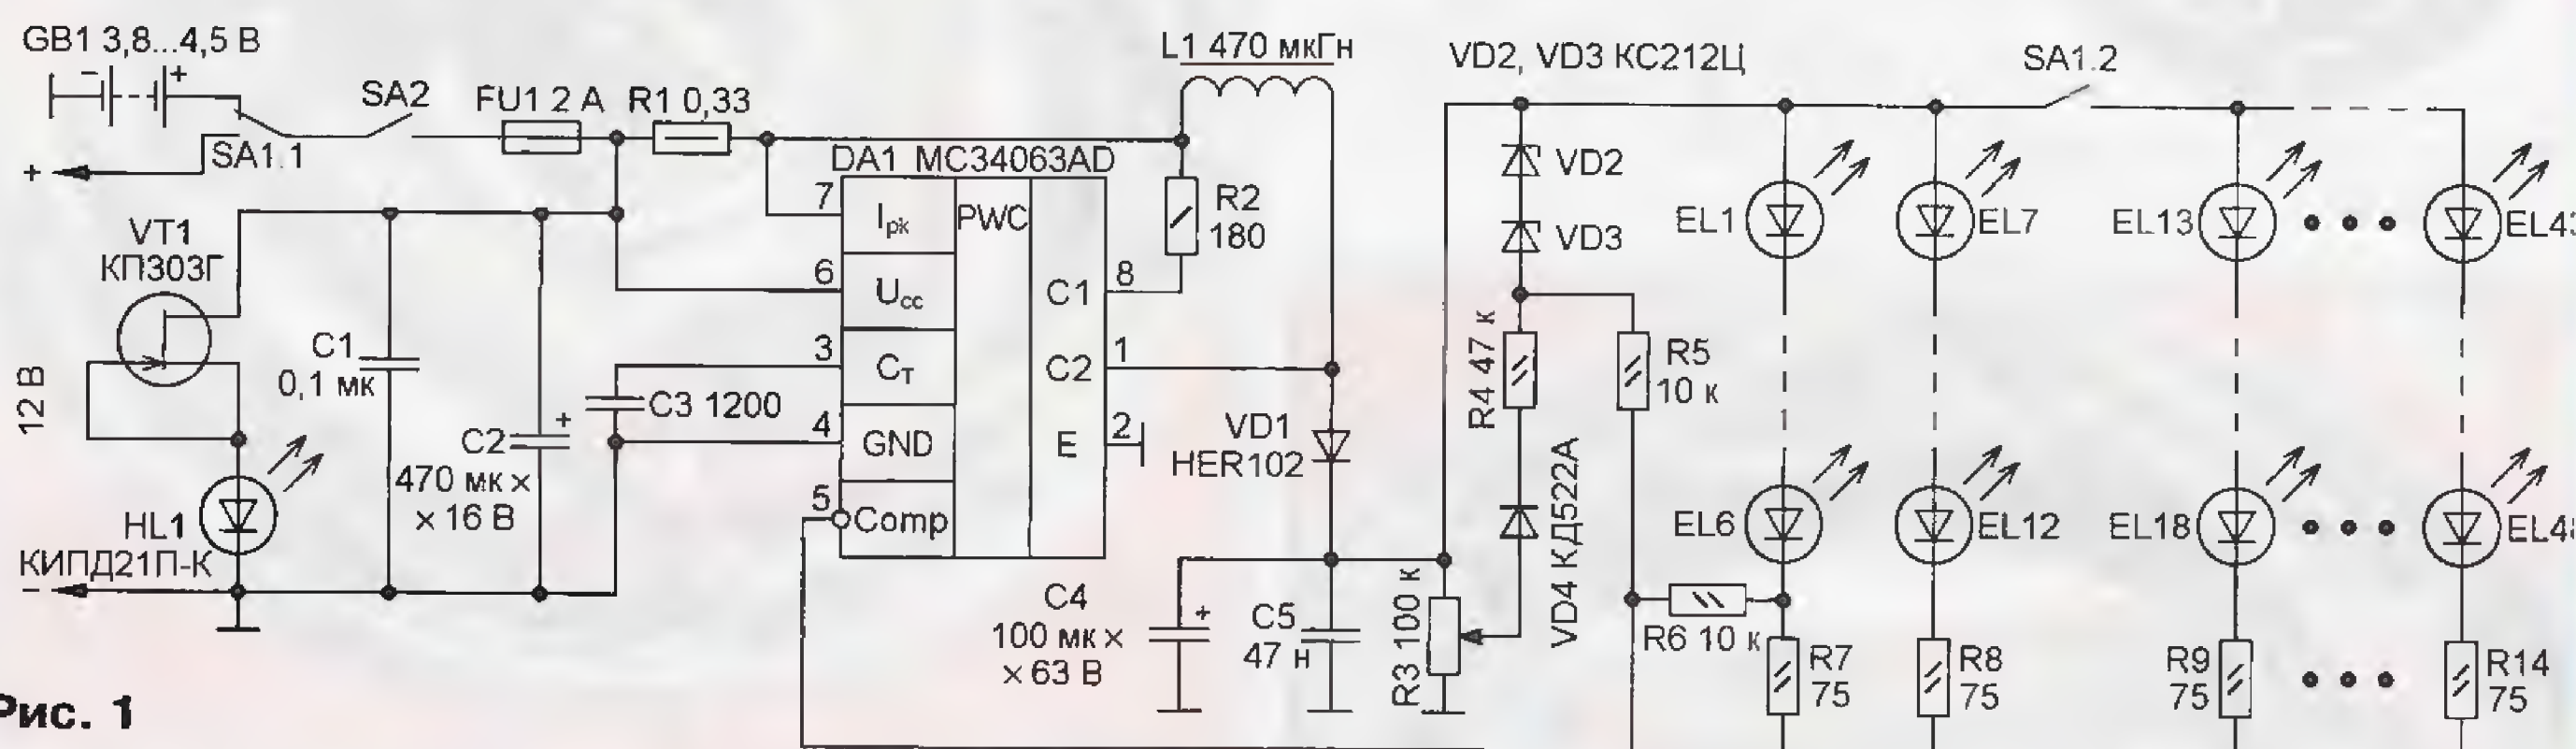 GB1 3,8...4,5 В
− +
SA2
FU1 2 А
R1 0,33
L1 470 мкГн
VD2, VD3 КС212Ц
SA1.2
SA1.1
+
DA1 MC34063AD
7
Ipk
PWC
R2
180
VD2
VD3
EL1
EL7
EL13
VT1
КП303Г
6
Ucc
C1
8
C1
0,1 мк
3
CТ
C2
1
R4 47 к
R5
10 к
12 В
C3 1200
+
C2
470 мк ×
× 16 В
4
GND
E
2
VD1
HER102
5
Comp
HL1
КИПД21П-К
−
VD4 КД522А
EL6
EL12
EL18
C4
100 мк ×
× 63 В
+
C5
47 н
R3 100 к
R6 10 к
R7
75
R8
75
R9
75
R14
75
Рис. 1